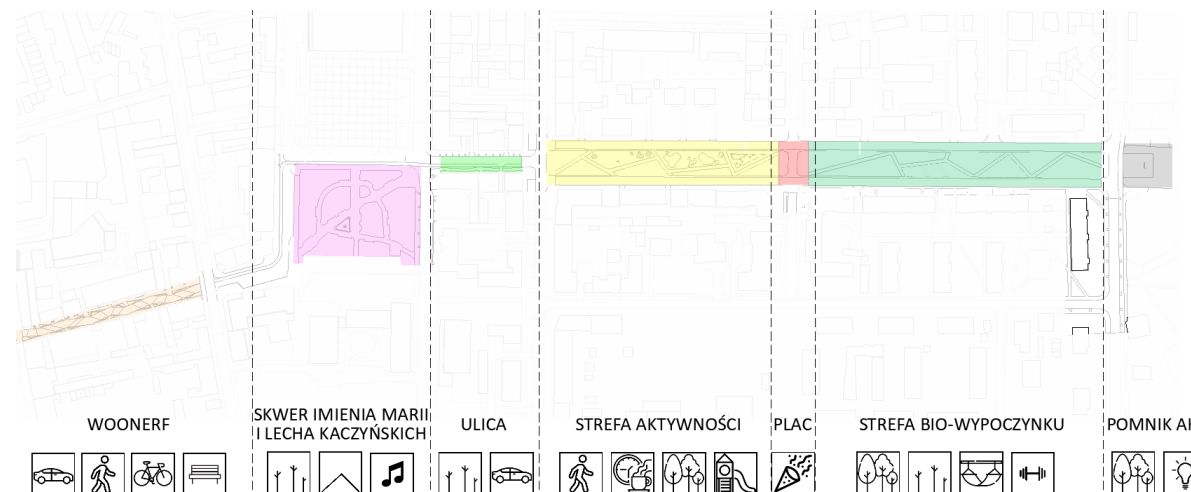 WOONERF
SKWER IMIENIA MARII
I LECHA KACZYŃSKICH
ULICA
STREFA AKTYWNOŚCI
PLAC
STREFA BIO-WYPOCZYNKU
POMNIK